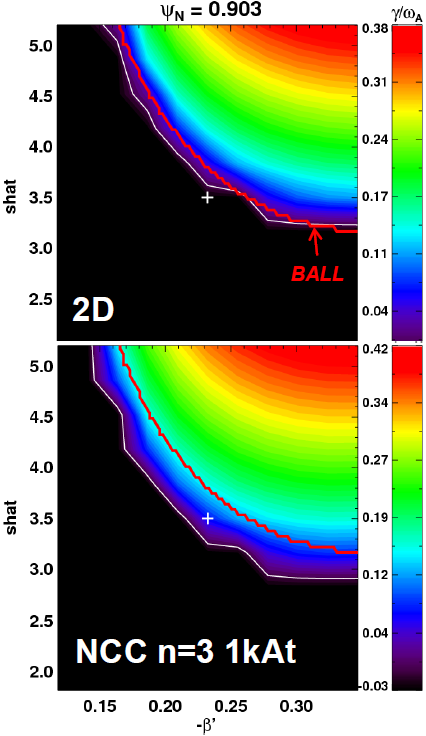 ψN = 0.903
γ/ωA
shat
5.0
4.5
4.0
3.5
3.0
2.5
BALL
2D
0.38
0.31
0.24
0.17
0.11
0.04
shat
5.0
4.5
4.0
3.5
3.0
2.5
2.0
NCC n=3 1kAt
0.42
0.34
0.27
0.19
0.12
0.04
-0.03
0.15 0.20 0.25 0.30
-β'